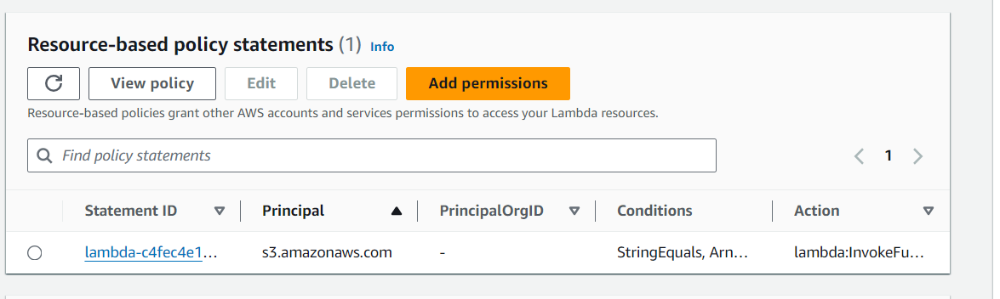 Resource-based policy statements (1) Info
View policy Edit Delete Add permissions
Resource-based policies grant other AWS accounts and services permissions to access your Lambda resources.
Find policy statements 1
Statement ID Principal PrincipalOrgID Conditions Action
lambda-c4fec4e1… s3.amazonaws.com - StringEquals, Arn… lambda:InvokeFu…